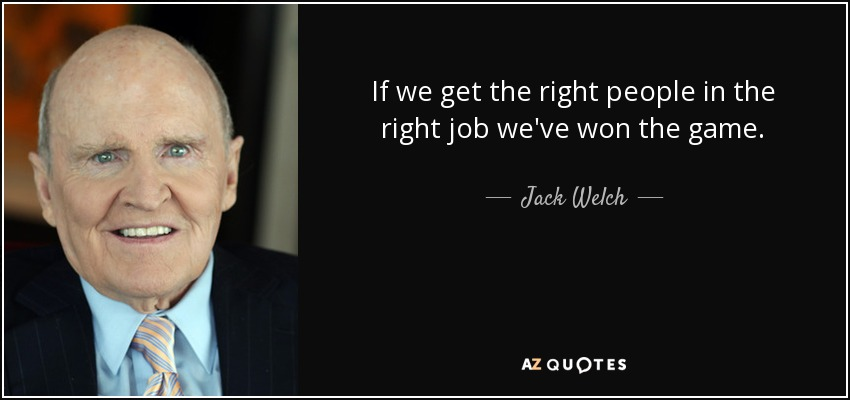 If we get the right people in the
right job we've won the game.
Jack Welch
AZ QUOTES